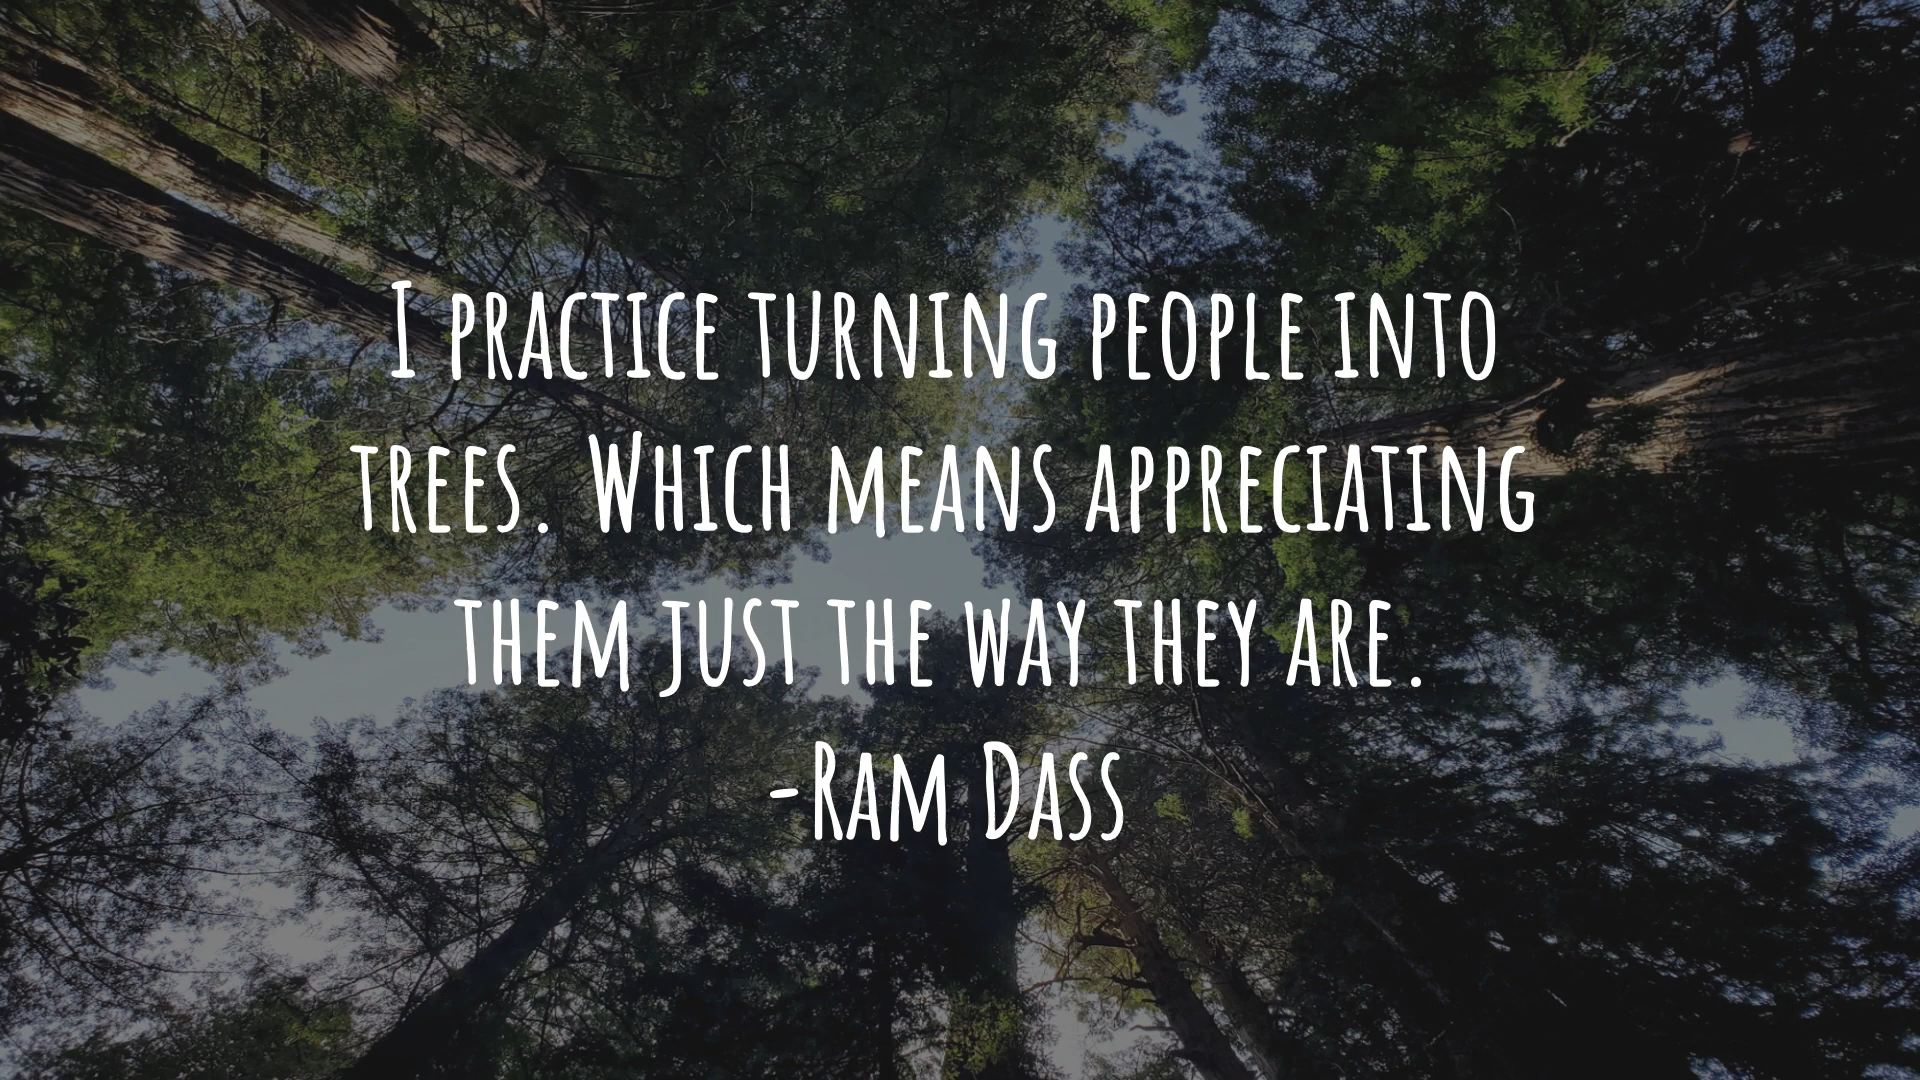 I practice turning people into
trees. Which means appreciating
them just the way they are.
-Ram Dass